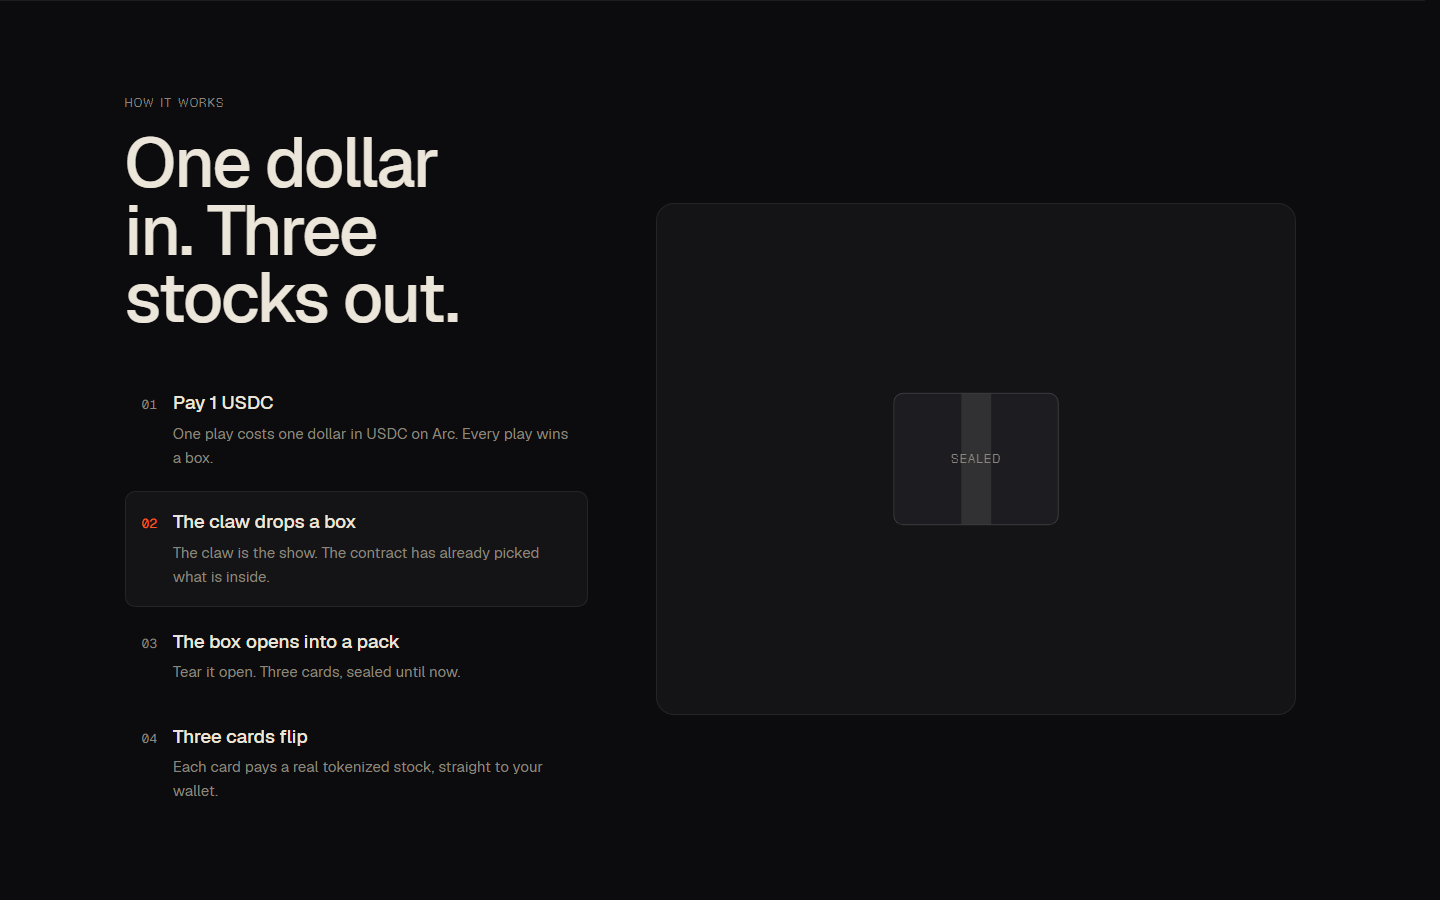 HOW IT WORKS
One dollar
in. Three
stocks out.
01 Pay 1 USDC
One play costs one dollar in USDC on Arc. Every play wins
a box.
02 The claw drops a box
The claw is the show. The contract has already picked
what is inside.
03 The box opens into a pack
Tear it open. Three cards, sealed until now.
04 Three cards flip
Each card pays a real tokenized stock, straight to your
wallet.
SEALED